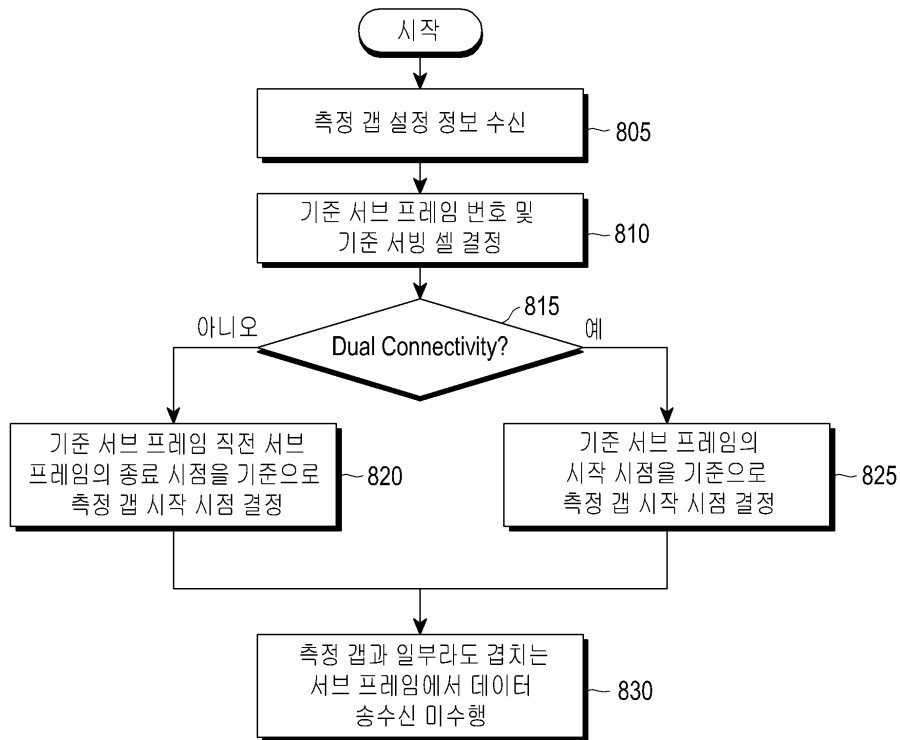 시작
측정 갭 설정 정보 수신
805
기준 서브 프레임 번호 및
기준 서빙 셀 결정
810
815
아니오
Dual Connectivity?
예
기준 서브 프레임 직전 서브
프레임의 종료 시점을 기준으로
측정 갭 시작 시점 결정
820
기준 서브 프레임의
시작 시점을 기준으로
측정 갭 시작 시점 결정
825
측정 갭과 일부라도 겹치는
서브 프레임에서 데이터
송수신 미수행
830